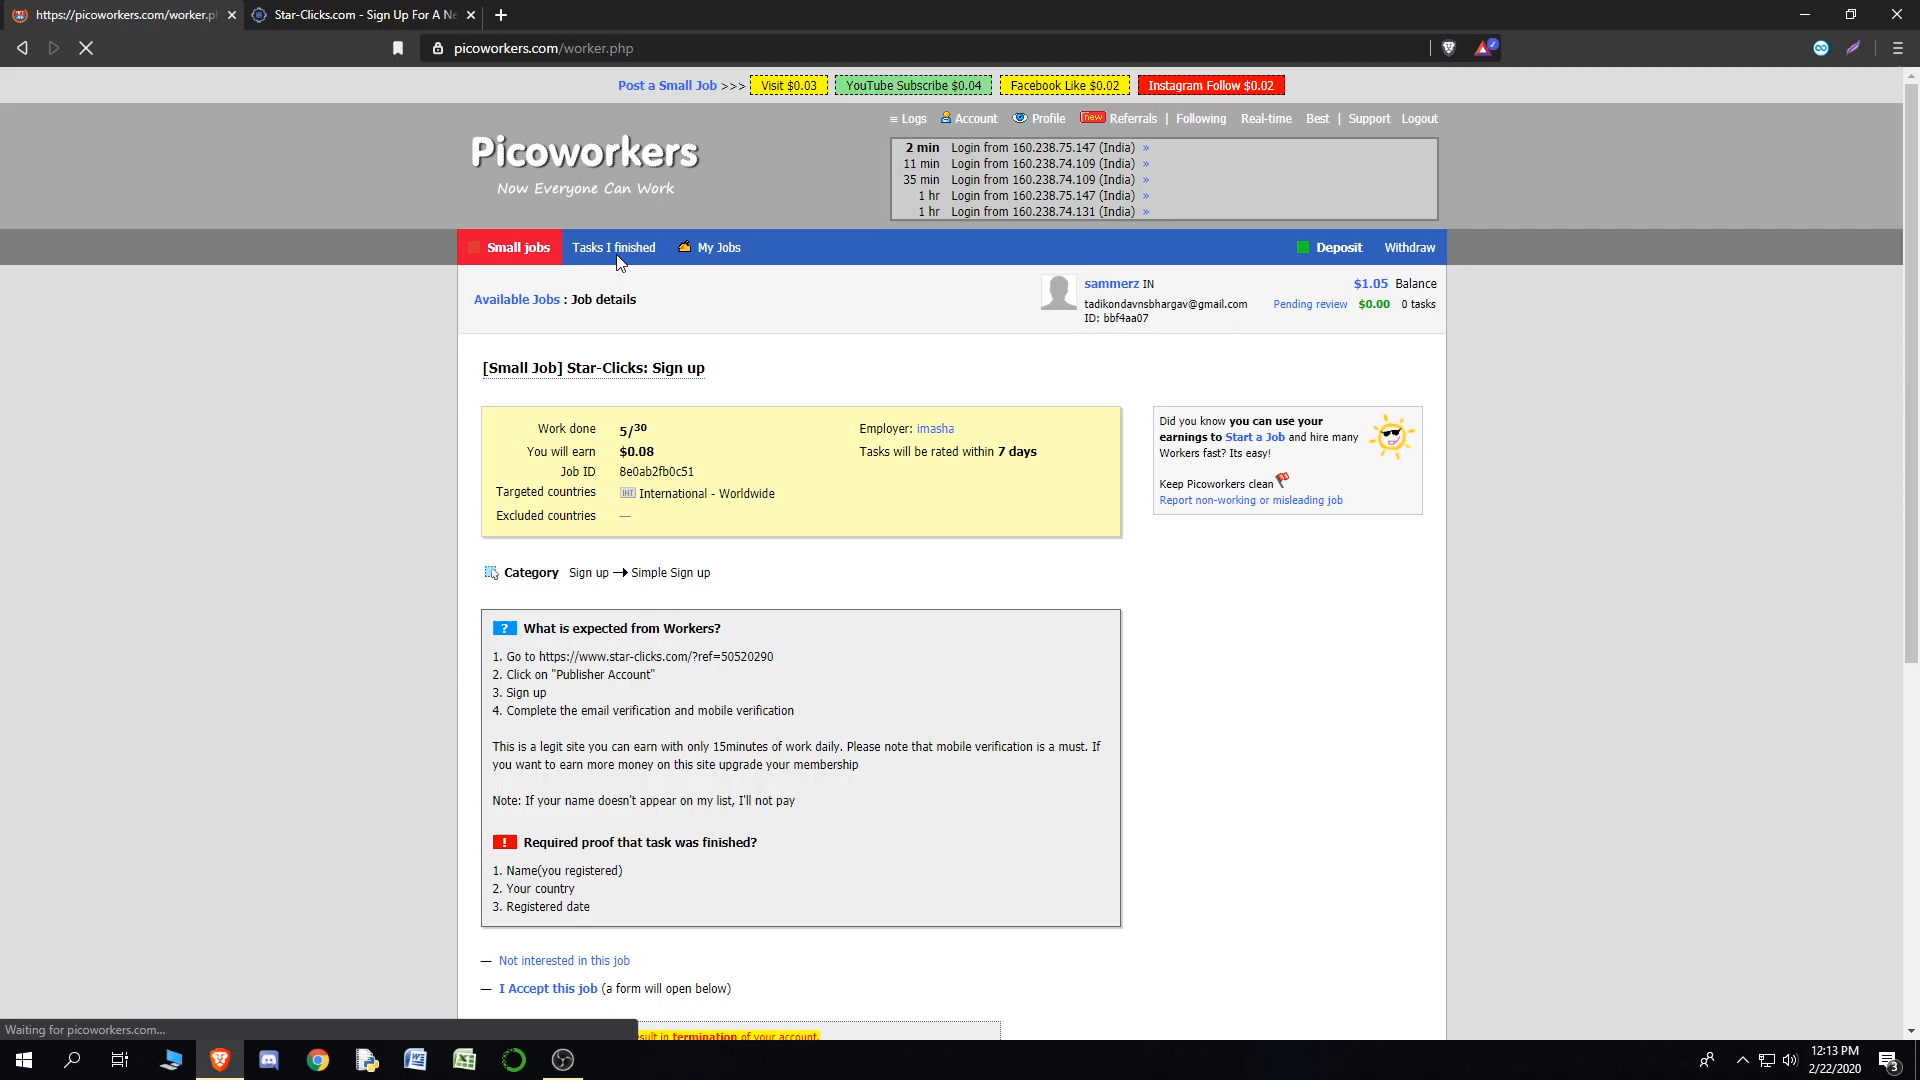 https://picoworkers.com/worker.p
Star-Clicks.com - Sign Up For A Ne
picoworkers.com/worker.php
Post a Small Job >>> Visit $0.03 YouTube Subscribe $0.04 Facebook Like $0.02 Instagram Follow $0.02
≡ Logs Account Profile new Referrals | Following Real-time Best | Support Logout
Picoworkers
Now Everyone Can Work
2 min Login from 160.238.75.147 (India) »
11 min Login from 160.238.74.109 (India) »
35 min Login from 160.238.74.109 (India) »
1 hr Login from 160.238.75.147 (India) »
1 hr Login from 160.238.74.131 (India) »
Small jobs Tasks I finished My Jobs Deposit Withdraw
Available Jobs : Job details
sammerz IN
tadikondavnsbhargav@gmail.com
ID: bbf4aa07
$1.05 Balance
Pending review $0.00 0 tasks
[Small Job] Star-Clicks: Sign up
Work done 5/30
You will earn $0.08
Job ID 8e0ab2fb0c51
Targeted countries INT International - Worldwide
Excluded countries —
Employer: imasha
Tasks will be rated within 7 days
Did you know you can use your
earnings to Start a Job and hire many
Workers fast? Its easy!
Keep Picoworkers clean
Report non-working or misleading job
Category Sign up → Simple Sign up
? What is expected from Workers?
1. Go to https://www.star-clicks.com/?ref=50520290
2. Click on "Publisher Account"
3. Sign up
4. Complete the email verification and mobile verification
This is a legit site you can earn with only 15minutes of work daily. Please note that mobile verification is a must. If
you want to earn more money on this site upgrade your membership
Note: If your name doesn't appear on my list, I'll not pay
! Required proof that task was finished?
1. Name(you registered)
2. Your country
3. Registered date
— Not interested in this job
— I Accept this job (a form will open below)
Waiting for picoworkers.com...
esult in termination of your account.
12:13 PM
2/22/2020
3